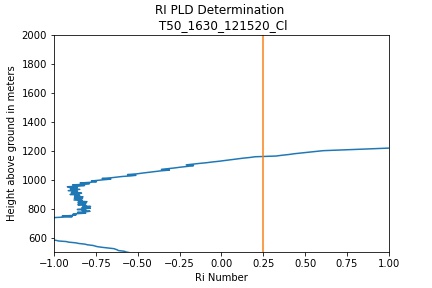 RI PLD Determination
T50_1630_121520_Cl
Height above ground in meters
2000
1800
1600
1400
1200
1000
800
600
−1.00 −0.75 −0.50 −0.25 0.00 0.25 0.50 0.75 1.00
Ri Number